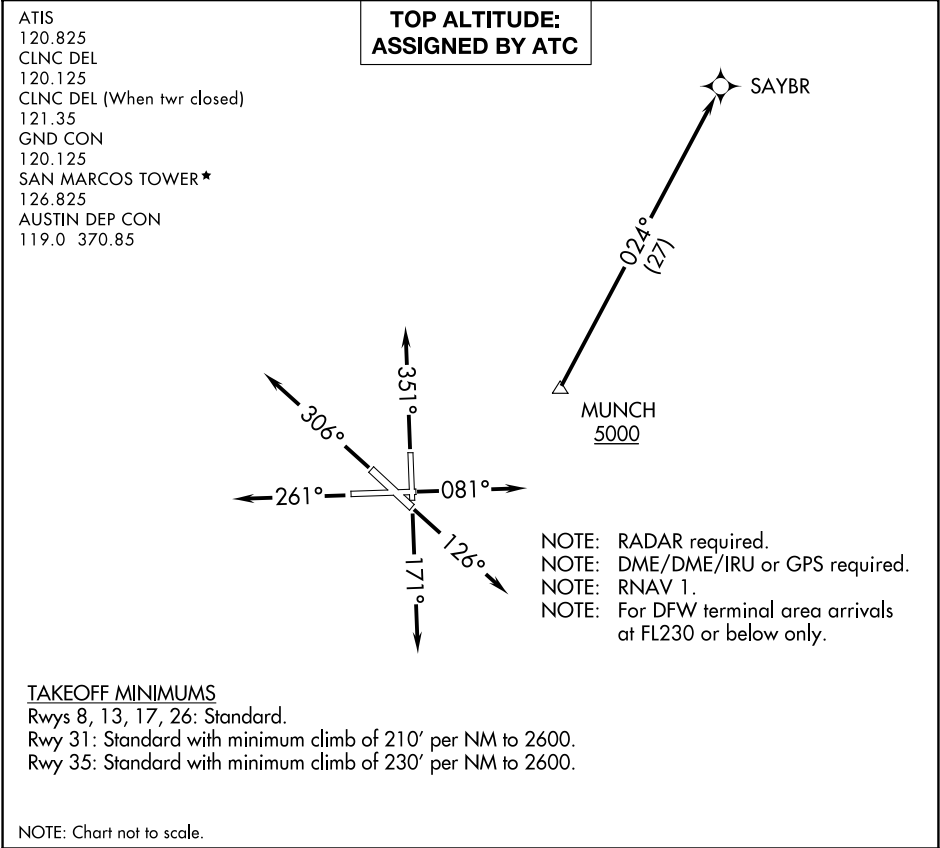 ATIS
120.825
CLNC DEL
120.125
CLNC DEL (When twr closed)
121.35
GND CON
120.125
SAN MARCOS TOWER★
126.825
AUSTIN DEP CON
119.0 370.85
TOP ALTITUDE:
ASSIGNED BY ATC
SAYBR
024°
(27)
MUNCH
5000
351°
306°
261°
081°
126°
171°
NOTE: RADAR required.
NOTE: DME/DME/IRU or GPS required.
NOTE: RNAV 1.
NOTE: For DFW terminal area arrivals
at FL230 or below only.
TAKEOFF MINIMUMS
Rwys 8, 13, 17, 26: Standard.
Rwy 31: Standard with minimum climb of 210' per NM to 2600.
Rwy 35: Standard with minimum climb of 230' per NM to 2600.
NOTE: Chart not to scale.